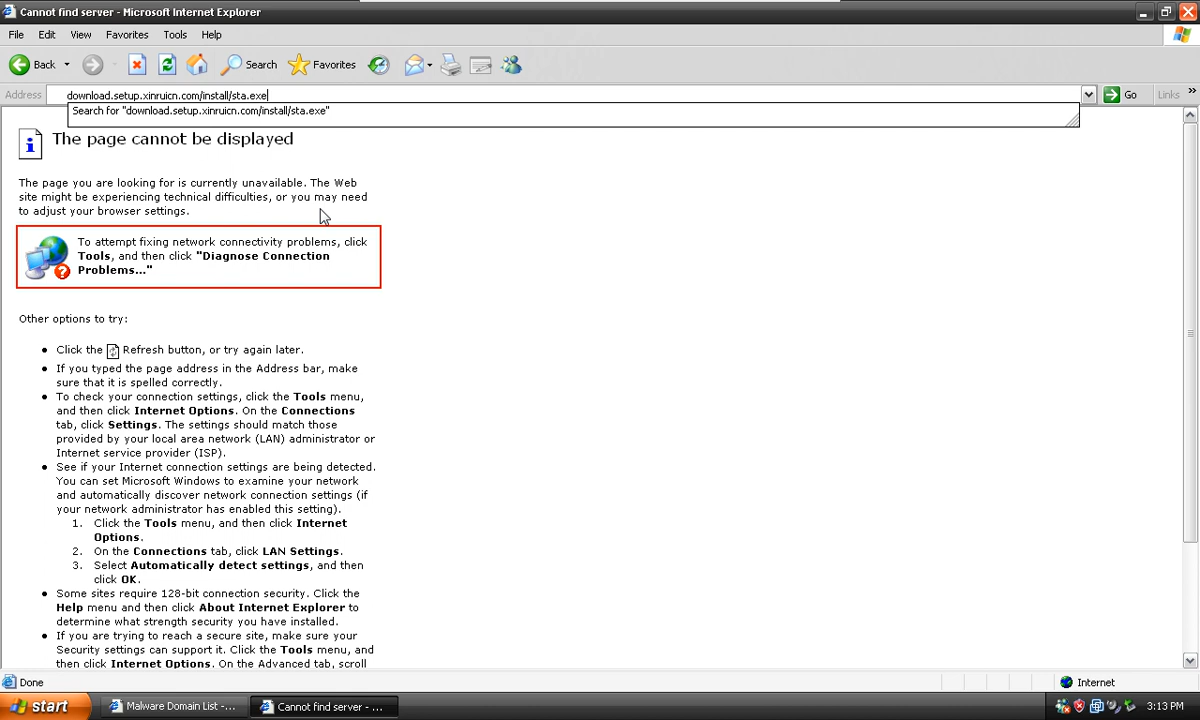 Cannot find server - Microsoft Internet Explorer
File Edit View Favorites Tools Help
Back Search Favorites
Address download.setup.xinruicn.com/install/sta.exe Go Links »
Search for "download.setup.xinruicn.com/install/sta.exe"
The page cannot be displayed
The page you are looking for is currently unavailable. The Web
site might be experiencing technical difficulties, or you may need
to adjust your browser settings.
To attempt fixing network connectivity problems, click
Tools, and then click "Diagnose Connection
Problems..."
Other options to try:
• Click the Refresh button, or try again later.
• If you typed the page address in the Address bar, make
sure that it is spelled correctly.
• To check your connection settings, click the Tools menu,
and then click Internet Options. On the Connections
tab, click Settings. The settings should match those
provided by your local area network (LAN) administrator or
Internet service provider (ISP).
• See if your Internet connection settings are being detected.
You can set Microsoft Windows to examine your network
and automatically discover network connection settings (if
your network administrator has enabled this setting).
1. Click the Tools menu, and then click Internet
Options.
2. On the Connections tab, click LAN Settings.
3. Select Automatically detect settings, and then
click OK.
• Some sites require 128-bit connection security. Click the
Help menu and then click About Internet Explorer to
determine what strength security you have installed.
• If you are trying to reach a secure site, make sure your
Security settings can support it. Click the Tools menu, and
then click Internet Options. On the Advanced tab, scroll
Done Internet
start Malware Domain List -... Cannot find server - ... 3:13 PM